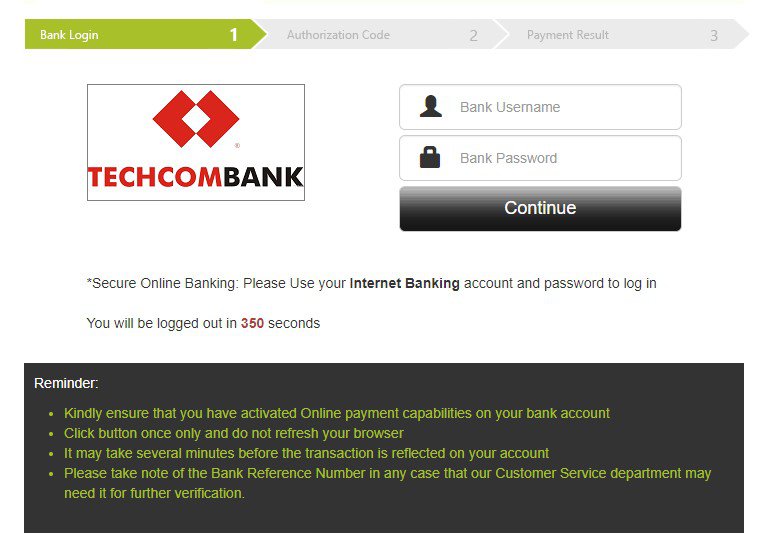 Bank Login 1 Authorization Code 2 Payment Result 3
®
TECHCOMBANK
Bank Username
Bank Password
Continue
*Secure Online Banking: Please Use your Internet Banking account and password to log in
You will be logged out in 350 seconds
Reminder:
• Kindly ensure that you have activated Online payment capabilities on your bank account
• Click button once only and do not refresh your browser
• It may take several minutes before the transaction is reflected on your account
• Please take note of the Bank Reference Number in any case that our Customer Service department may
need it for further verification.